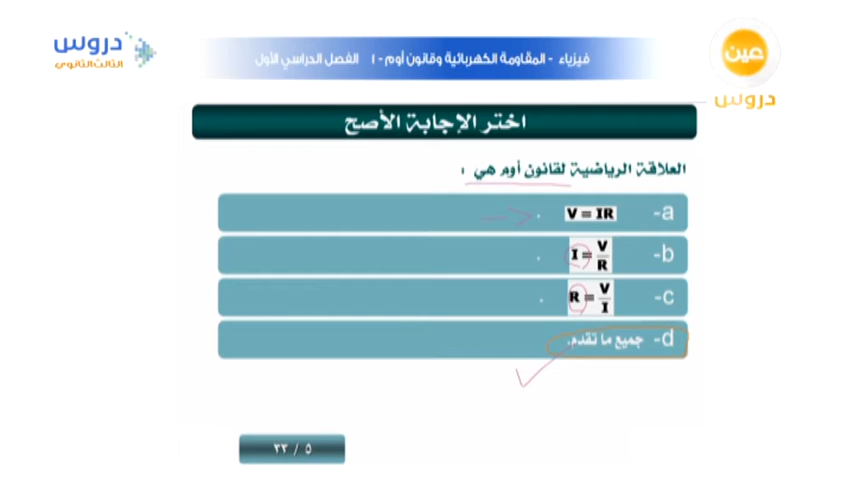 دروس
الثالث الثانوي
فيزياء - المقاومة الكهربائية وقانون أوم - ١ الفصل الدراسي الأول
عين
دروس
اختر الإجابة الأصح
العلاقة الرياضية لقانون أوم هي :
a- V = IR .
b- I = V/R .
c- R = V/I .
d- جميع ما تقدم.
٥ / ٢٣